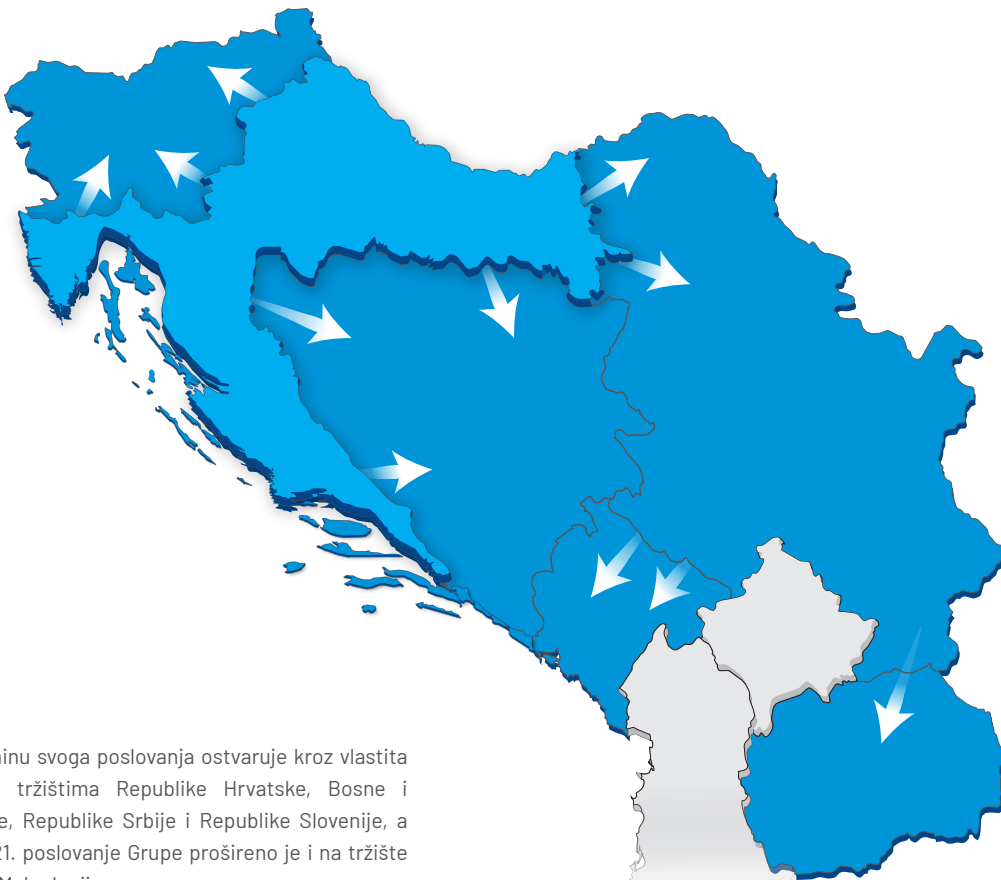 inu svoga poslovanja ostvaruje kroz vlastita
tržištima Republike Hrvatske, Bosne i
e, Republike Srbije i Republike Slovenije, a
21. poslovanje Grupe prošireno je i na tržište